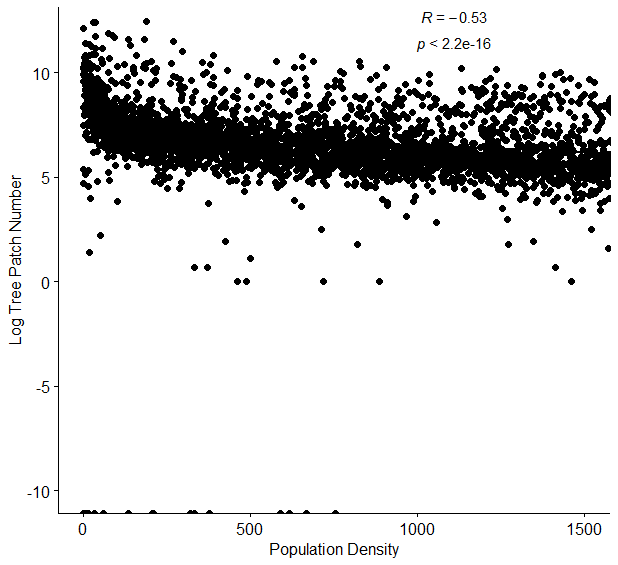 R = −0.53
p < 2.2e-16
10
5
0
-5
-10
Log Tree Patch Number
0 500 1000 1500
Population Density